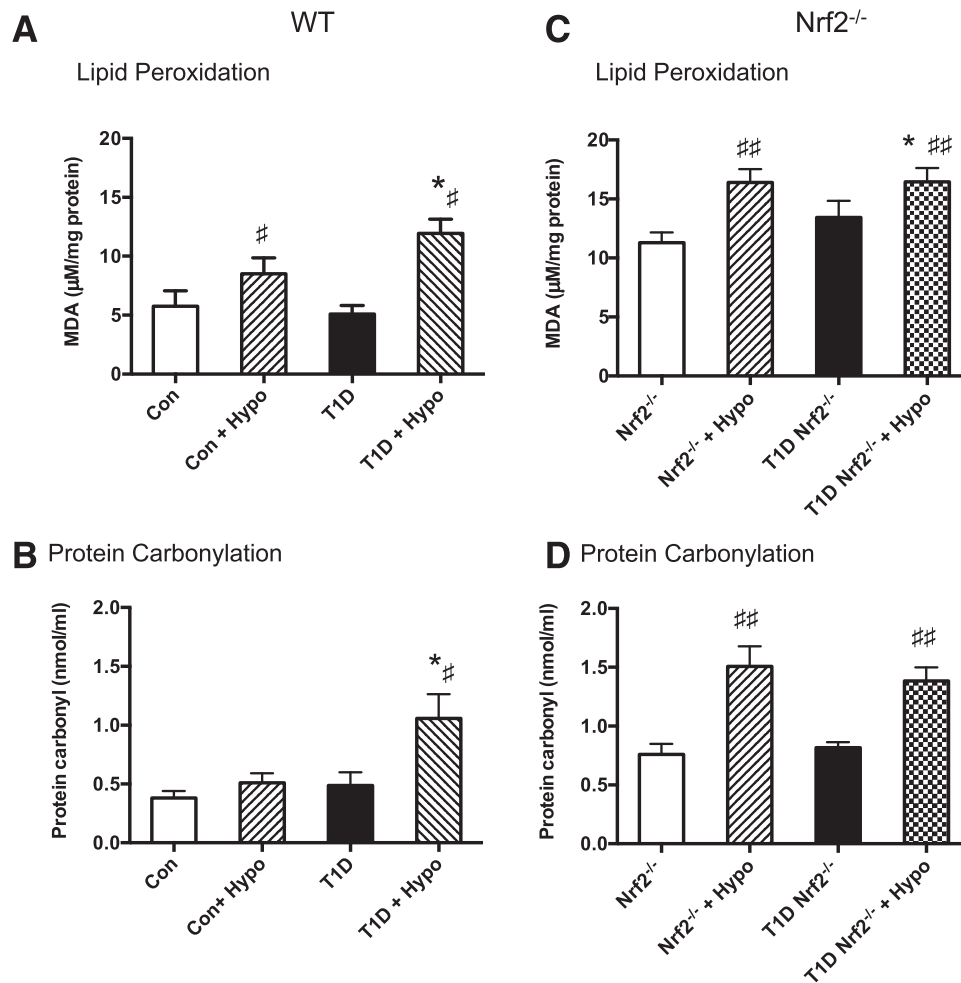 A
WT
Lipid Peroxidation
MDA (µM/mg protein)
20
15
10
5
0
♯
*
♯
Con
Con + Hypo
T1D
T1D + Hypo
C
Nrf2-/-
Lipid Peroxidation
MDA (µM/mg protein)
20
15
10
5
0
♯♯
* ♯♯
Nrf2-/-
Nrf2-/- + Hypo
T1D Nrf2-/-
T1D Nrf2-/- + Hypo
B Protein Carbonylation
Protein carbonyl (nmol/ml)
2.0
1.5
1.0
0.5
0.0
*♯
Con
Con+ Hypo
T1D
T1D + Hypo
D Protein Carbonylation
Protein carbonyl (nmol/ml)
2.0
1.5
1.0
0.5
0.0
♯♯
♯♯
Nrf2-/-
Nrf2-/- + Hypo
T1D Nrf2-/-
T1D Nrf2-/- + Hypo